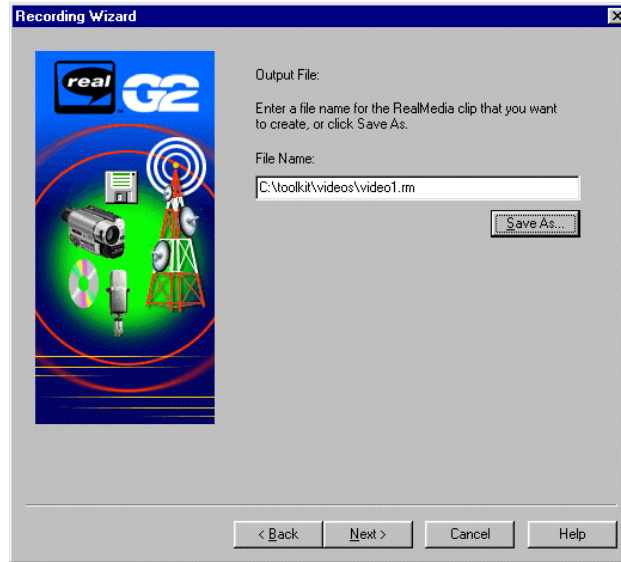 Recording Wizard
real
G2
Output File:
Enter a file name for the RealMedia clip that you want
to create, or click Save As.
File Name:
C:\toolkit\videos\video1.rm
Save As...
< Back
Next >
Cancel
Help